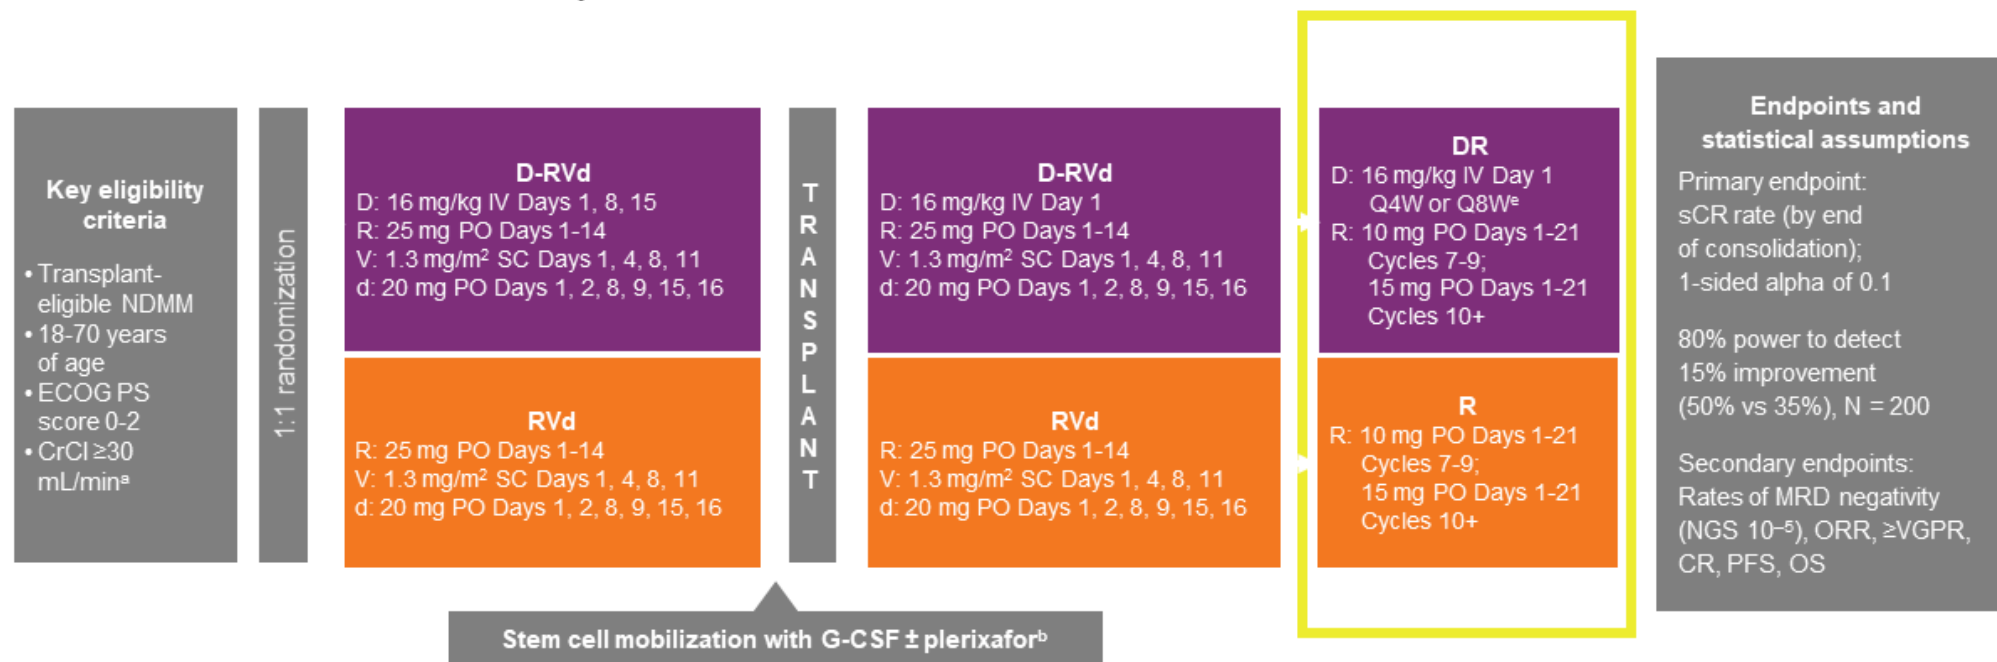 Key eligibility
criteria
• Transplant-
eligible NDMM
• 18-70 years
of age
• ECOG PS
score 0-2
• CrCl ≥30
mL/minᵃ
1:1 randomization
D-RVd
D: 16 mg/kg IV Days 1, 8, 15
R: 25 mg PO Days 1-14
V: 1.3 mg/m² SC Days 1, 4, 8, 11
d: 20 mg PO Days 1, 2, 8, 9, 15, 16
RVd
R: 25 mg PO Days 1-14
V: 1.3 mg/m² SC Days 1, 4, 8, 11
d: 20 mg PO Days 1, 2, 8, 9, 15, 16
TRANSPLANT
D-RVd
D: 16 mg/kg IV Day 1
R: 25 mg PO Days 1-14
V: 1.3 mg/m² SC Days 1, 4, 8, 11
d: 20 mg PO Days 1, 2, 8, 9, 15, 16
RVd
R: 25 mg PO Days 1-14
V: 1.3 mg/m² SC Days 1, 4, 8, 11
d: 20 mg PO Days 1, 2, 8, 9, 15, 16
DR
D: 16 mg/kg IV Day 1
Q4W or Q8Wᵉ
R: 10 mg PO Days 1-21
Cycles 7-9;
15 mg PO Days 1-21
Cycles 10+
R
R: 10 mg PO Days 1-21
Cycles 7-9;
15 mg PO Days 1-21
Cycles 10+
Endpoints and
statistical assumptions
Primary endpoint:
sCR rate (by end
of consolidation);
1-sided alpha of 0.1
80% power to detect
15% improvement
(50% vs 35%), N = 200
Secondary endpoints:
Rates of MRD negativity
(NGS 10⁻⁵), ORR, ≥VGPR,
CR, PFS, OS
Stem cell mobilization with G-CSF ± plerixaforᵇ